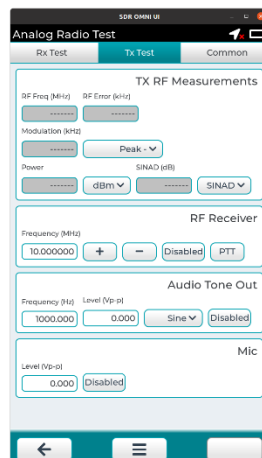 SDR OMNI UI
Analog Radio Test
Rx Test Tx Test Common
TX RF Measurements
RF Freq (MHz) RF Error (kHz)
------- -------
Modulation (kHz)
------- Peak -
Power SINAD (dB)
------- dBm ------- SINAD
RF Receiver
Frequency (MHz)
10.000000 + − Disabled PTT
Audio Tone Out
Frequency (Hz) Level (Vp-p)
1000.000 0.000 Sine Disabled
Mic
Level (Vp-p)
0.000 Disabled